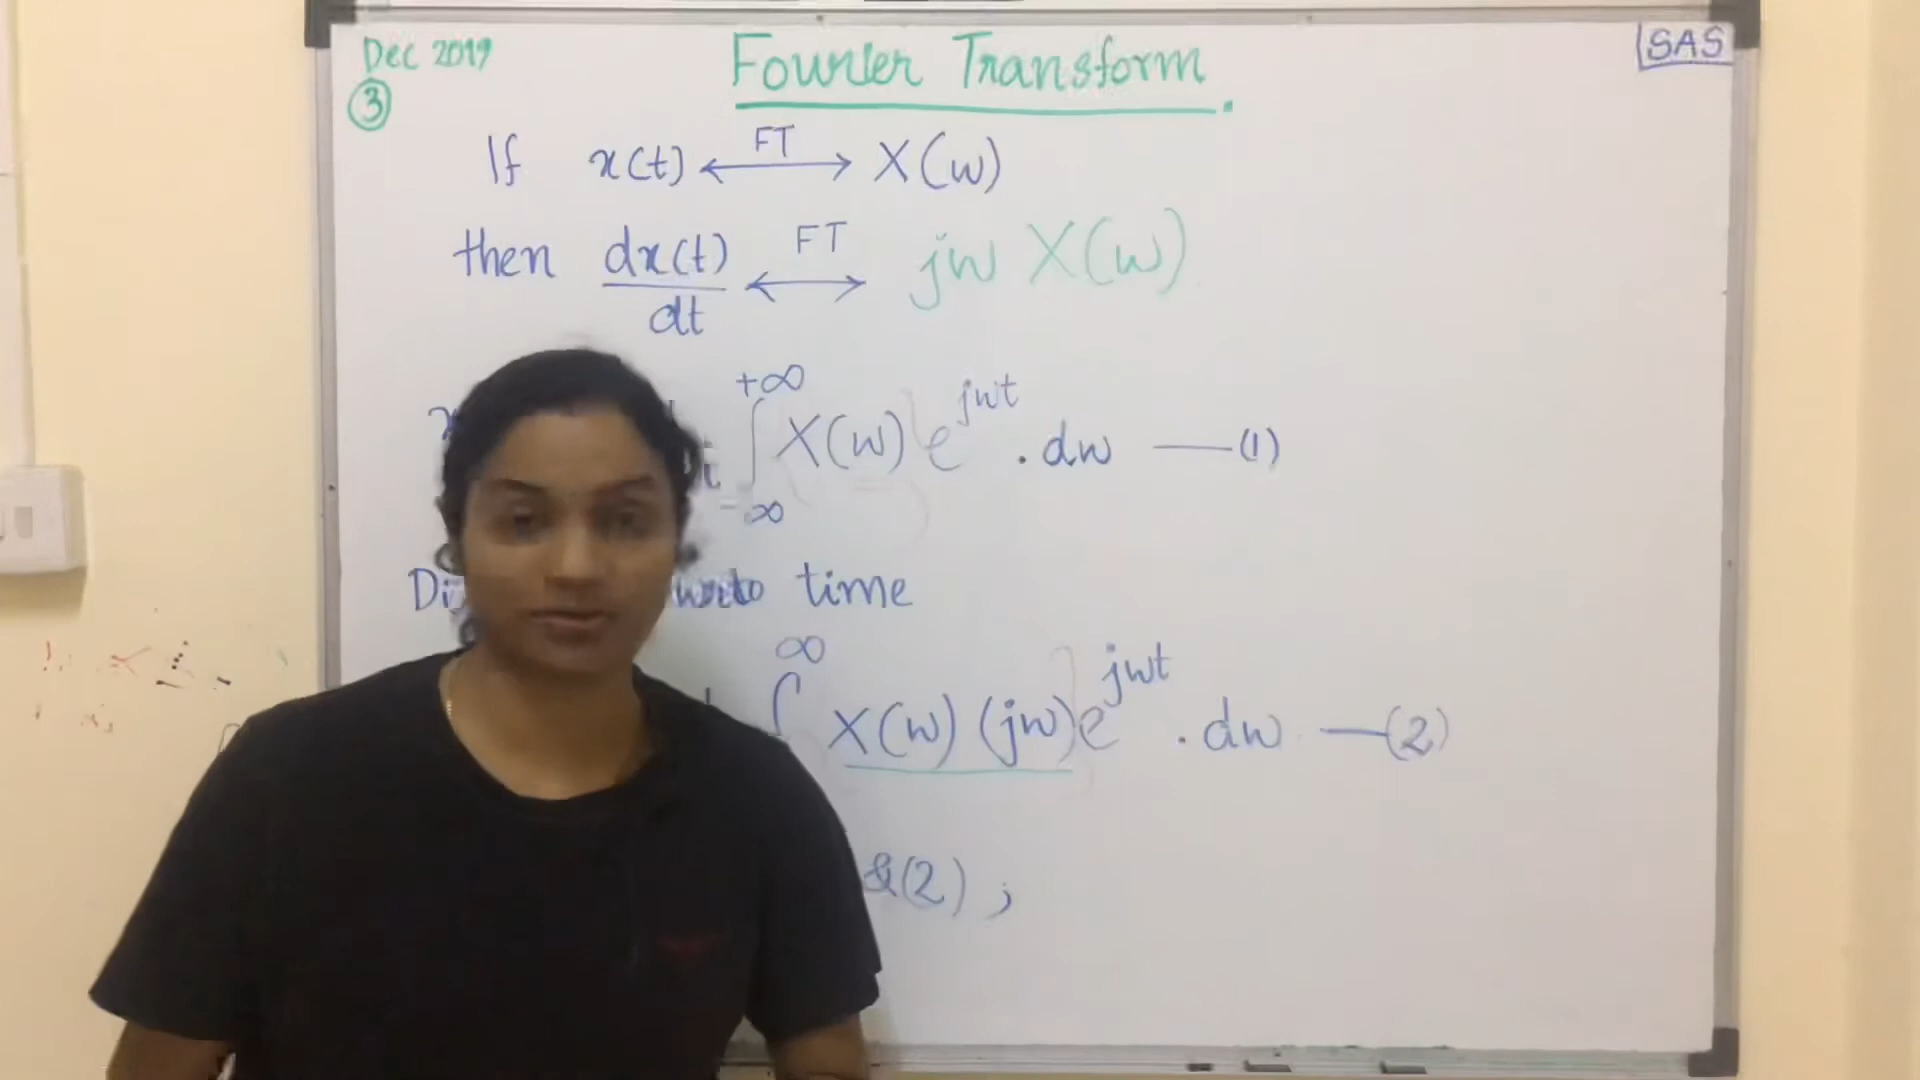 Dec 2019 Fourier Transform. SAS
3
If x(t) ←FT→ X(w)
then dx(t)/dt ←FT→ jw X(w)
+∞ ∫ -∞ X(w) e^jwt . dw — (1)
time
∞ ∫ X(w) (jw) e^jwt . dw — (2)
&(2) ,